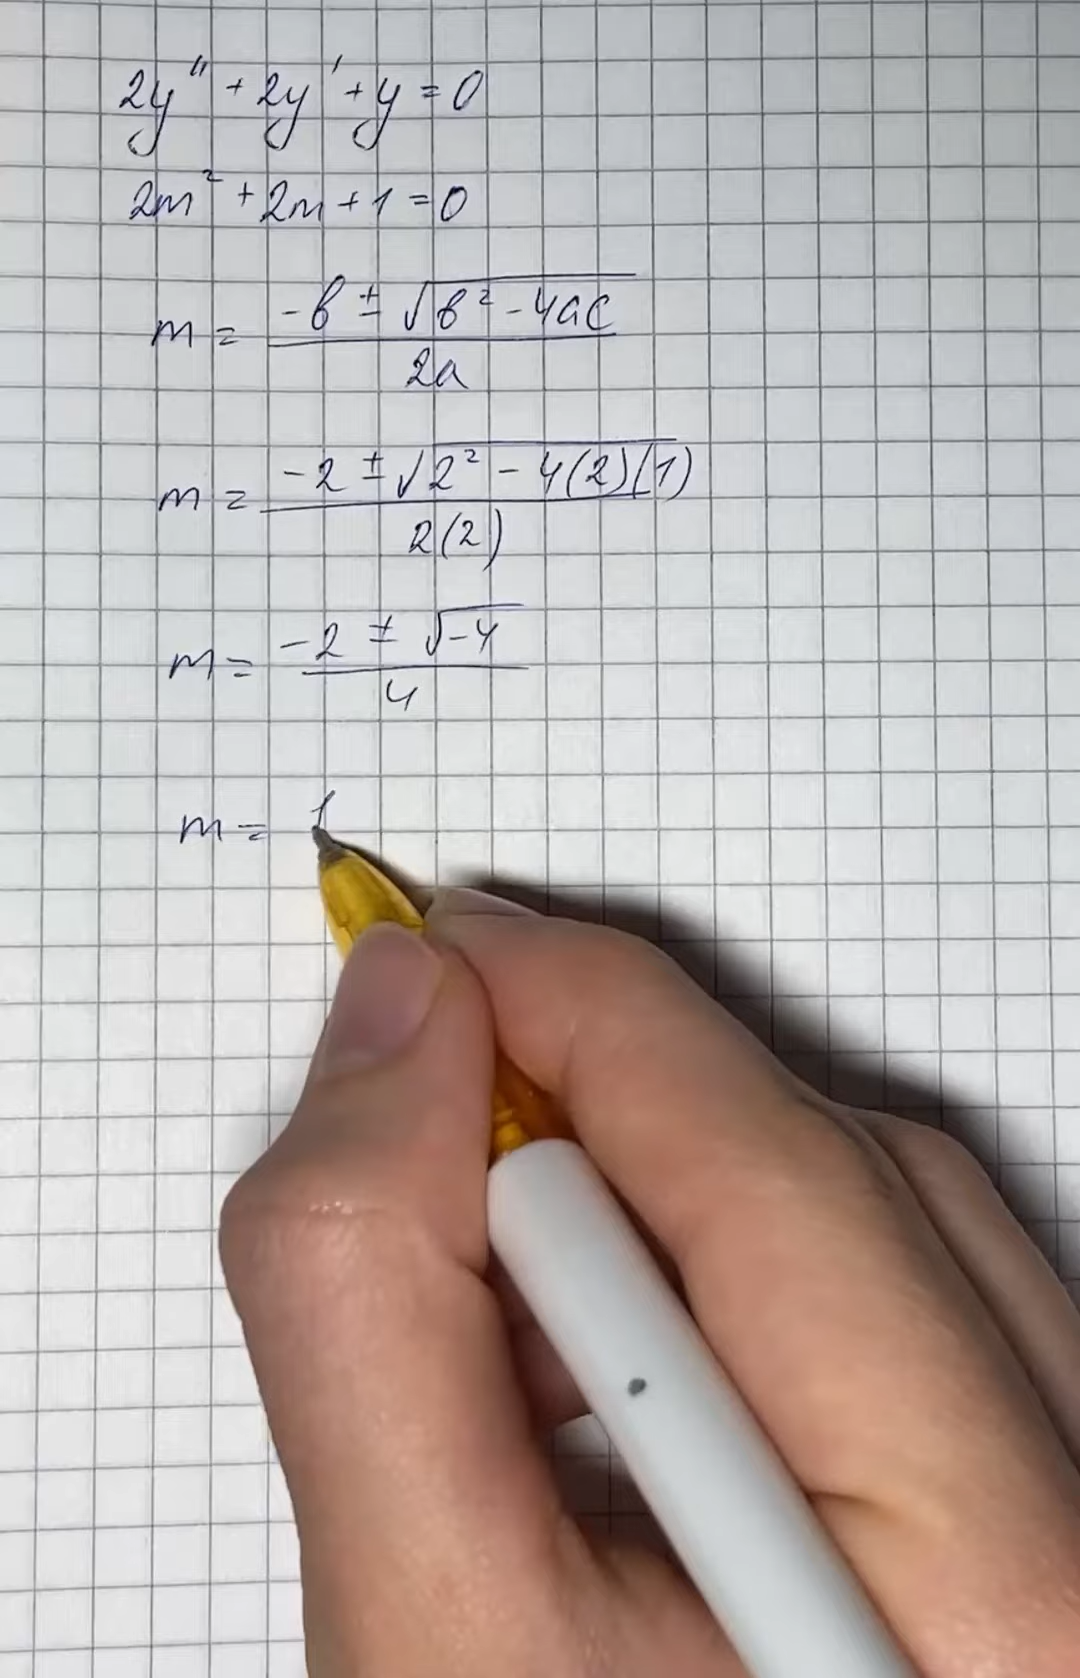 2y'' + 2y' + y = 0
2m² + 2m + 1 = 0
m = (-b ± √(b² - 4ac)) / 2a
m = (-2 ± √(2² - 4(2)(1))) / 2(2)
m = (-2 ± √-4) / 4
m = 1